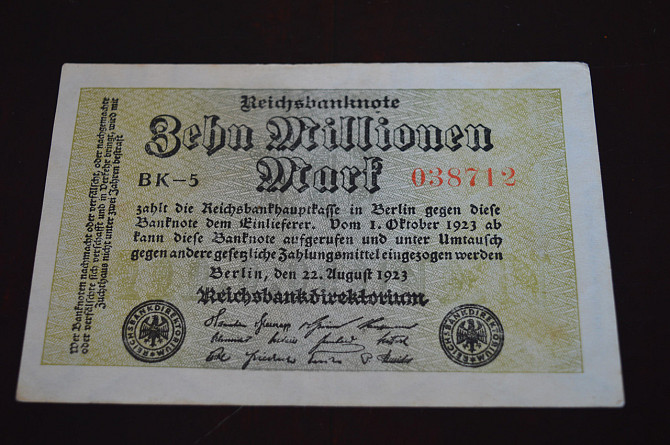 Reichsbanknote
Zehn Millionen
Mark
BK-5
038712
zahlt die Reichsbankhauptkasse in Berlin gegen diese
Banknote dem Einlieferer. Vom 1. Oktober 1923 ab
kann diese Banknote aufgerufen und unter Umtausch
gegen andere gesetzliche Zahlungsmittel eingezogen werden
Berlin, den 22. August 1923
Reichsbankdirektorium
REICHSBANKDIREKTORIUM
REICHSBANKDIREKTORIUM
Wer Banknoten nachmacht oder verfälscht, oder nachgemachte
oder verfälschte sich verschafft und in Verkehr bringt, wird mit
Zuchthaus nicht unter zwei Jahren bestraft